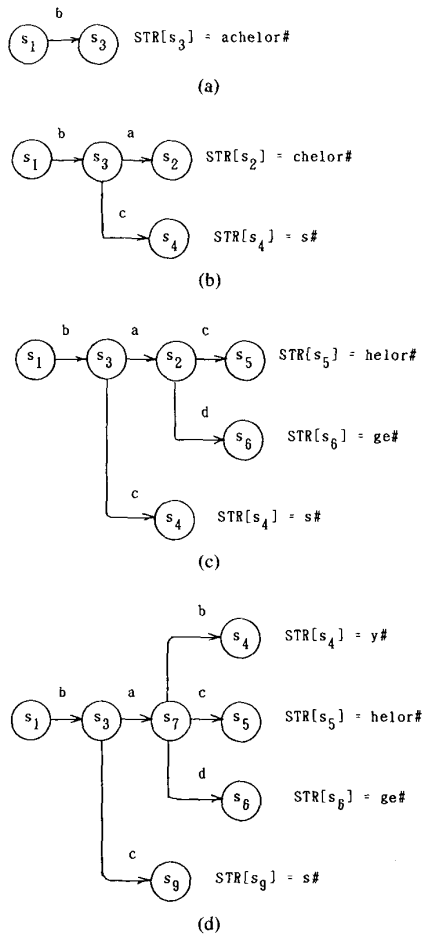 b
s1 s3 STR[s3] = achelor#
(a)
b a
s1 s3 s2 STR[s2] = chelor#
c
s4 STR[s4] = s#
(b)
b a c
s1 s3 s2 s5 STR{s5] = helor#
d
s6 STR[s6] = ge#
c
s4 STR[s4] = s#
(c)
b
s4 STR[s4] = y#
b a c
s1 s3 s7 s5 STR[s5] = helor#
d
s6 STR[s6] = ge#
c
s9 STR[s9] = s#
(d)